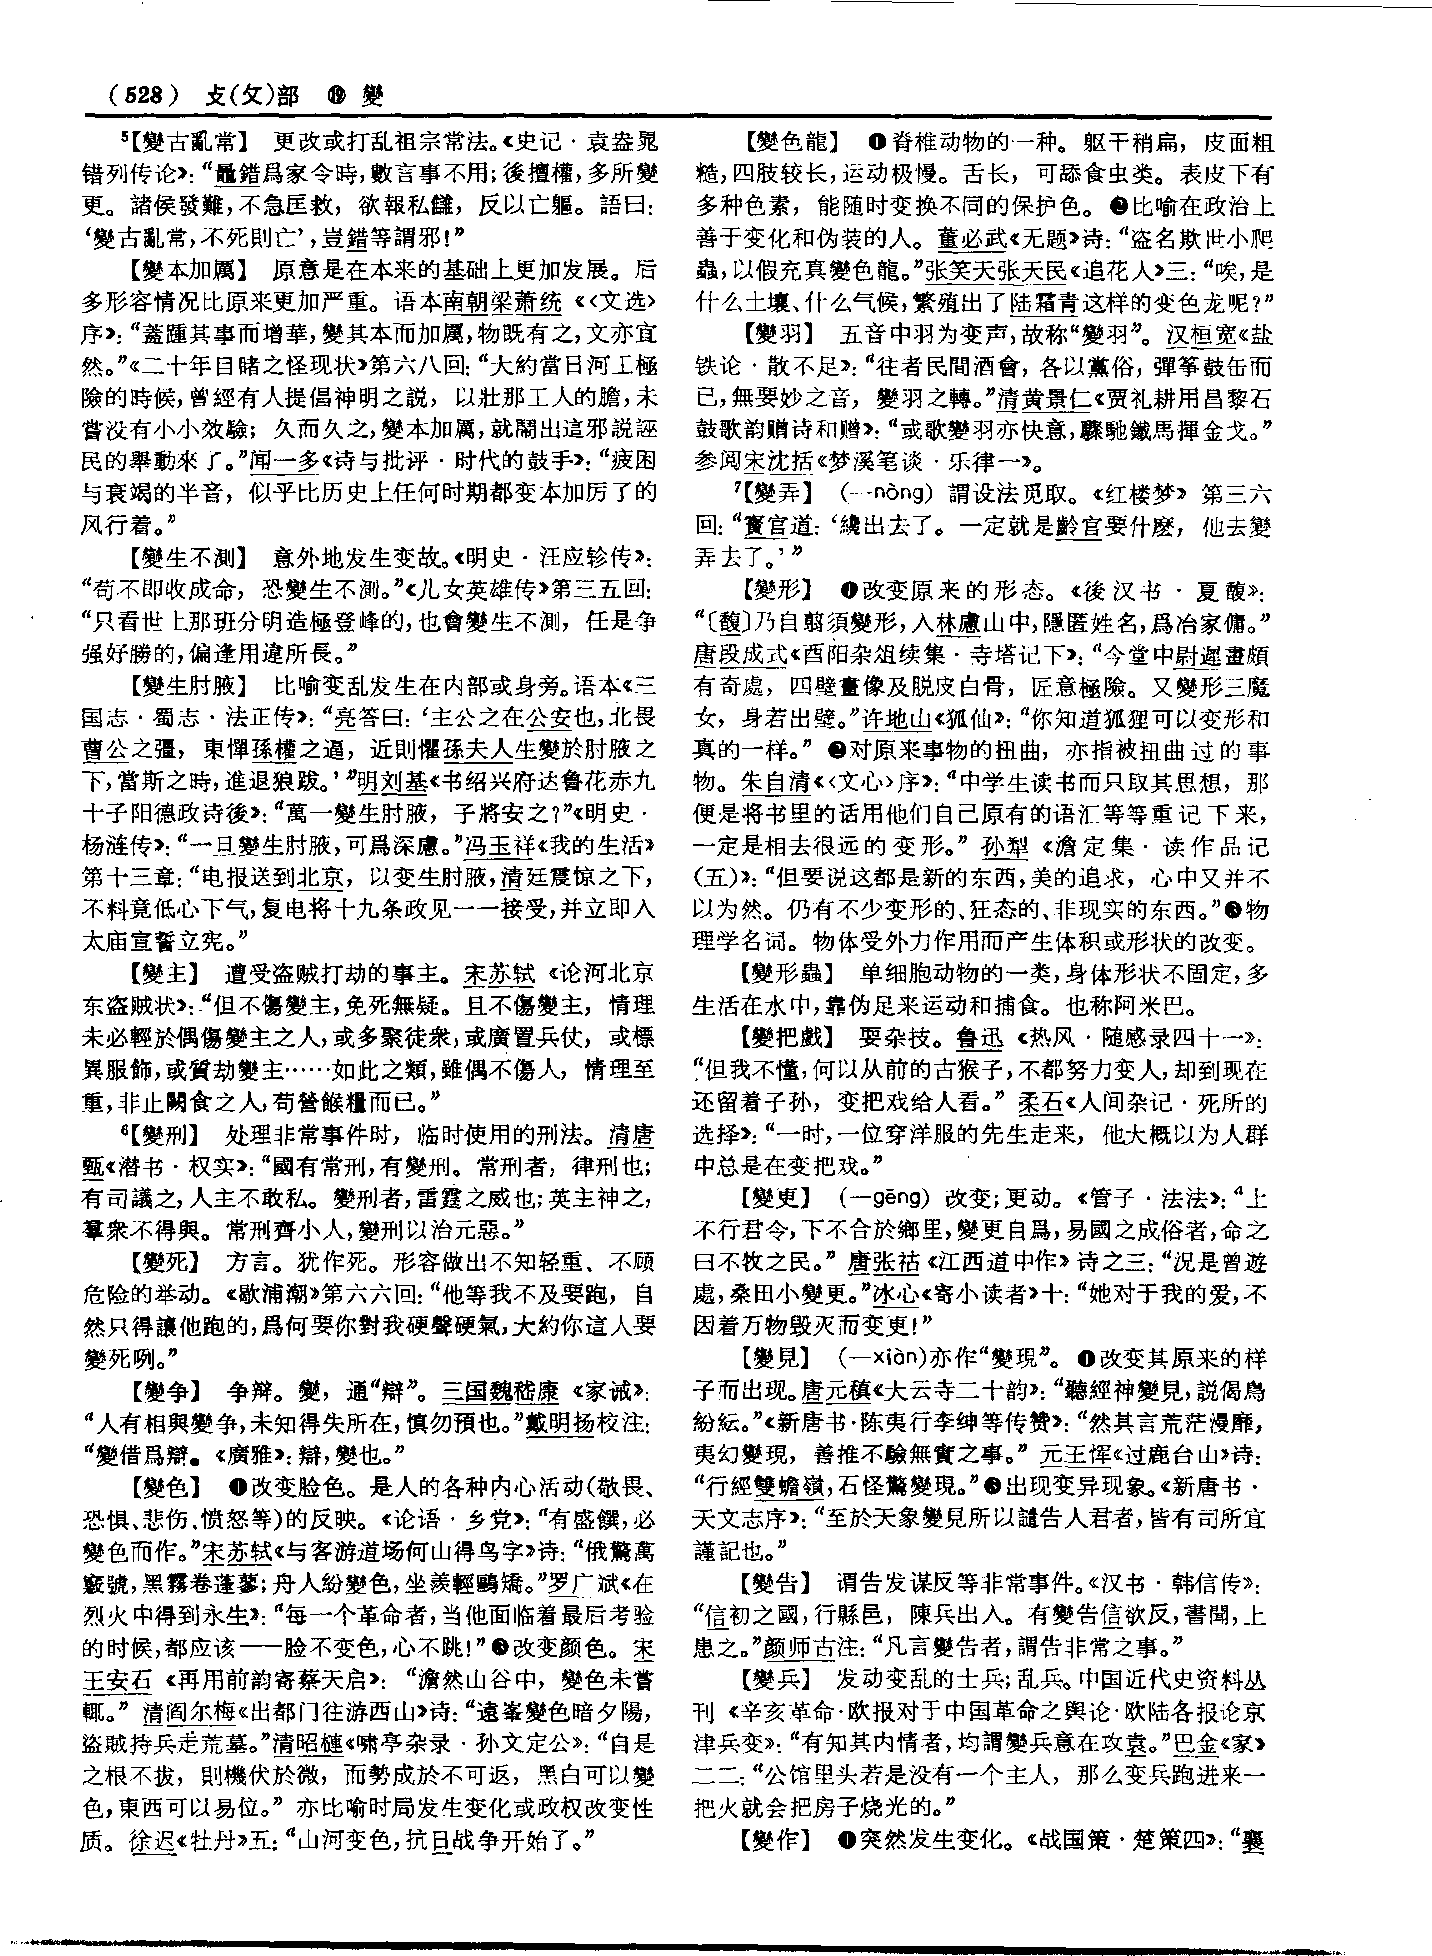 (528) 攴(攵)部 ⑲ 變
⁵【變古亂常】 更改或打乱祖宗常法。《史记·袁盎晁
错列传论》：“鼂錯爲家令時，數言事不用；後擅權，多所變
更。諸侯發難，不急匡救，欲報私讎，反以亡軀。語曰：
‘變古亂常，不死則亡’，豈錯等謂邪！”
【變本加厲】 原意是在本来的基础上更加发展。后
多形容情况比原来更加严重。语本南朝梁萧统《〈文选〉
序》：“蓋踵其事而增華，變其本而加厲，物既有之，文亦宜
然。”《二十年目睹之怪现状》第六八回：“大約當日河工極
險的時候，曾經有人提倡神明之説，以壯那工人的膽，未
嘗没有小小效驗；久而久之，變本加厲，就鬧出這邪説誣
民的舉動來了。”闻一多《诗与批评·时代的鼓手》：“疲困
与衰竭的半音，似乎比历史上任何时期都变本加厉了的
风行着。”
【變生不測】 意外地发生变故。《明史·汪应轸传》：
“苟不即收成命，恐變生不測。”《儿女英雄传》第三五回：
“只看世上那班分明造極登峰的，也會變生不測，任是争
强好勝的，偏逢用違所長。”
【變生肘腋】 比喻变乱发生在内部或身旁。语本《三
国志·蜀志·法正传》：“亮答曰：‘主公之在公安也，北畏
曹公之彊，東憚孫權之逼，近則懼孫夫人生變於肘腋之
下，當斯之時，進退狼跋。’”明刘基《书绍兴府达鲁花赤九
十子阳德政诗後》：“萬一變生肘腋，子將安之？”《明史·
杨涟传》：“一旦變生肘腋，可爲深慮。”冯玉祥《我的生活》
第十三章：“电报送到北京，以变生肘腋，清廷震惊之下，
不料竟低心下气，复电将十九条政见一一接受，并立即入
太庙宣誓立宪。”
【變主】 遭受盗贼打劫的事主。宋苏轼《论河北京
东盗贼状》：“但不傷變主，免死無疑。且不傷變主，情理
未必輕於偶傷變主之人，或多聚徒衆，或廣置兵仗，或標
異服飾，或質劫變主……如此之類，雖偶不傷人，情理至
重，非止闕食之人，苟營餱糧而已。”
⁶【變刑】 处理非常事件时，临时使用的刑法。清唐
甄《潜书·权实》：“國有常刑，有變刑。常刑者，律刑也；
有司議之，人主不敢私。變刑者，雷霆之威也；英主神之，
羣衆不得與。常刑齊小人，變刑以治元惡。”
【變死】 方言。犹作死。形容做出不知轻重、不顾
危险的举动。《歇浦潮》第六六回：“他等我不及要跑，自
然只得讓他跑的，爲何要你對我硬聲硬氣，大約你這人要
變死咧。”
【變争】 争辩。變，通“辯”。三国魏嵇康《家诫》：
“人有相與變争，未知得失所在，慎勿預也。”戴明扬校注：
“變借爲辯。《廣雅》：辯，變也。”
【變色】 ❶改变脸色。是人的各种内心活动（敬畏、
恐惧、悲伤、愤怒等）的反映。《论语·乡党》：“有盛饌，必
變色而作。”宋苏轼《与客游道场何山得鸟字》诗：“俄驚萬
竅號，黑霧卷蓬蓼；舟人紛變色，坐羨輕鷗矯。”罗广斌《在
烈火中得到永生》：“每一个革命者，当他面临着最后考验
的时候，都应该——脸不变色，心不跳！”❷改变颜色。宋
王安石《再用前韵寄蔡天启》：“澹然山谷中，變色未嘗
輒。”清阎尔梅《出都门往游西山》诗：“遠峯變色暗夕陽，
盜賊持兵走荒墓。”清昭槤《啸亭杂录·孙文定公》：“自是
之根不拔，則機伏於微，而勢成於不可返，黑白可以變
色，東西可以易位。”亦比喻时局发生变化或政权改变性
质。徐迟《牡丹》五：“山河变色，抗日战争开始了。”
【變色龍】 ❶脊椎动物的一种。躯干稍扁，皮面粗
糙，四肢较长，运动极慢。舌长，可舔食虫类。表皮下有
多种色素，能随时变换不同的保护色。❷比喻在政治上
善于变化和伪装的人。董必武《无题》诗：“盗名欺世小爬
蟲，以假充真變色龍。”张笑天张天民《追花人》三：“唉，是
什么土壤、什么气候，繁殖出了陆霜青这样的变色龙呢？”
【變羽】 五音中羽为变声，故称“變羽”。汉桓宽《盐
铁论·散不足》：“往者民間酒會，各以黨俗，彈筝鼓缶而
已，無要妙之音，變羽之轉。”清黄景仁《贾礼耕用昌黎石
鼓歌韵赠诗和赠》：“或歌變羽亦快意，驟馳鐵馬揮金戈。”
参阅宋沈括《梦溪笔谈·乐律一》。
⁷【變弄】 (—nòng) 謂设法觅取。《红楼梦》第三六
回：“寶官道：‘纔出去了。一定就是齡官要什麽，他去變
弄去了。’”
【變形】 ❶改变原来的形态。《後汉书·夏馥》：
“〔馥〕乃自翦須變形，入林慮山中，隱匿姓名，爲冶家傭。”
唐段成式《酉阳杂俎续集·寺塔记下》：“今堂中尉遲畫頗
有奇處，四壁畫像及脱皮白骨，匠意極險。又變形三魔
女，身若出壁。”许地山《狐仙》：“你知道狐狸可以变形和
真的一样。”❷对原来事物的扭曲，亦指被扭曲过的事
物。朱自清《〈文心〉序》：“中学生读书而只取其思想，那
便是将书里的话用他们自己原有的语汇等等重记下来，
一定是相去很远的变形。”孙犁《澹定集·读作品记
（五）》：“但要说这都是新的东西，美的追求，心中又并不
以为然。仍有不少变形的、狂态的、非现实的东西。”❸物
理学名词。物体受外力作用而产生体积或形状的改变。
【變形蟲】 单细胞动物的一类，身体形状不固定，多
生活在水中，靠伪足来运动和捕食。也称阿米巴。
【變把戲】 耍杂技。鲁迅《热风·随感录四十一》：
“但我不懂，何以从前的古猴子，不都努力变人，却到现在
还留着子孙，变把戏给人看。”柔石《人间杂记·死所的
选择》：“一时，一位穿洋服的先生走来，他大概以为人群
中总是在变把戏。”
【變更】 (—gēng) 改变；更动。《管子·法法》：“上
不行君令，下不合於鄉里，變更自爲，易國之成俗者，命之
曰不牧之民。”唐张祜《江西道中作》诗之三：“況是曾遊
處，桑田小變更。”冰心《寄小读者》十：“她对于我的爱，不
因着万物毁灭而变更！”
【變見】 (—xiàn)亦作“變現”。❶改变其原来的样
子而出现。唐元稹《大云寺二十韵》：“聽經神變見，説偈鳥
紛紜。”《新唐书·陈夷行李绅等传赞》：“然其言荒茫漫靡，
夷幻變現，善推不驗無實之事。”元王恽《过鹿台山》诗：
“行經雙蟾嶺，石怪驚變現。”❷出现变异现象。《新唐书·
天文志序》：“至於天象變見所以譴告人君者，皆有司所宜
謹記也。”
【變告】 谓告发谋反等非常事件。《汉书·韩信传》：
“信初之國，行縣邑，陳兵出入。有變告信欲反，書聞，上
患之。”颜师古注：“凡言變告者，謂告非常之事。”
【變兵】 发动变乱的士兵；乱兵。中国近代史资料丛
刊《辛亥革命·欧报对于中国革命之舆论·欧陆各报论京
津兵变》：“有知其内情者，均謂變兵意在攻袁。”巴金《家》
二二：“公馆里头若是没有一个主人，那么变兵跑进来一
把火就会把房子烧光的。”
【變作】 ❶突然发生变化。《战国策·楚策四》：“襄